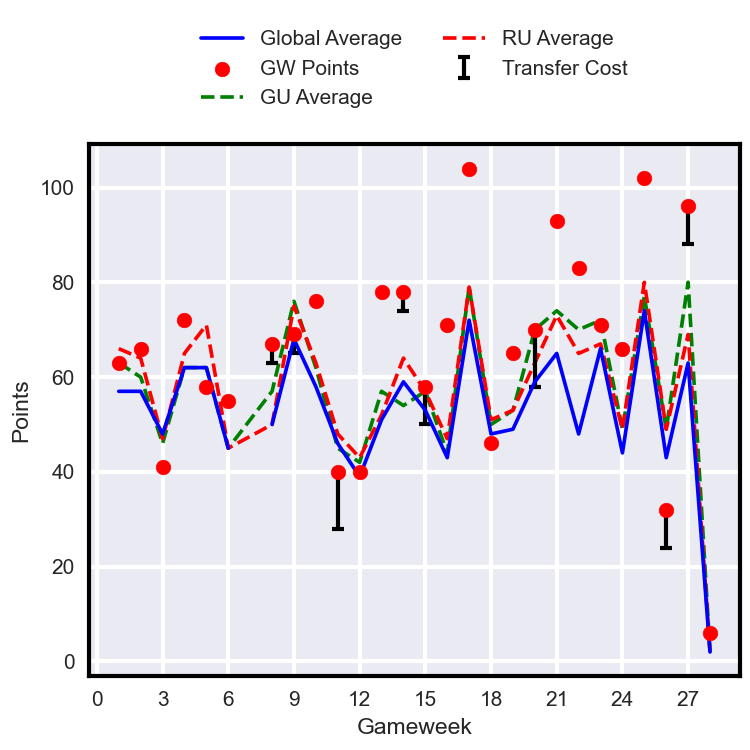 Global Average
GW Points
GU Average
RU Average
Transfer Cost
Points
100
80
60
40
20
0
0 3 6 9 12 15 18 21 24 27
Gameweek